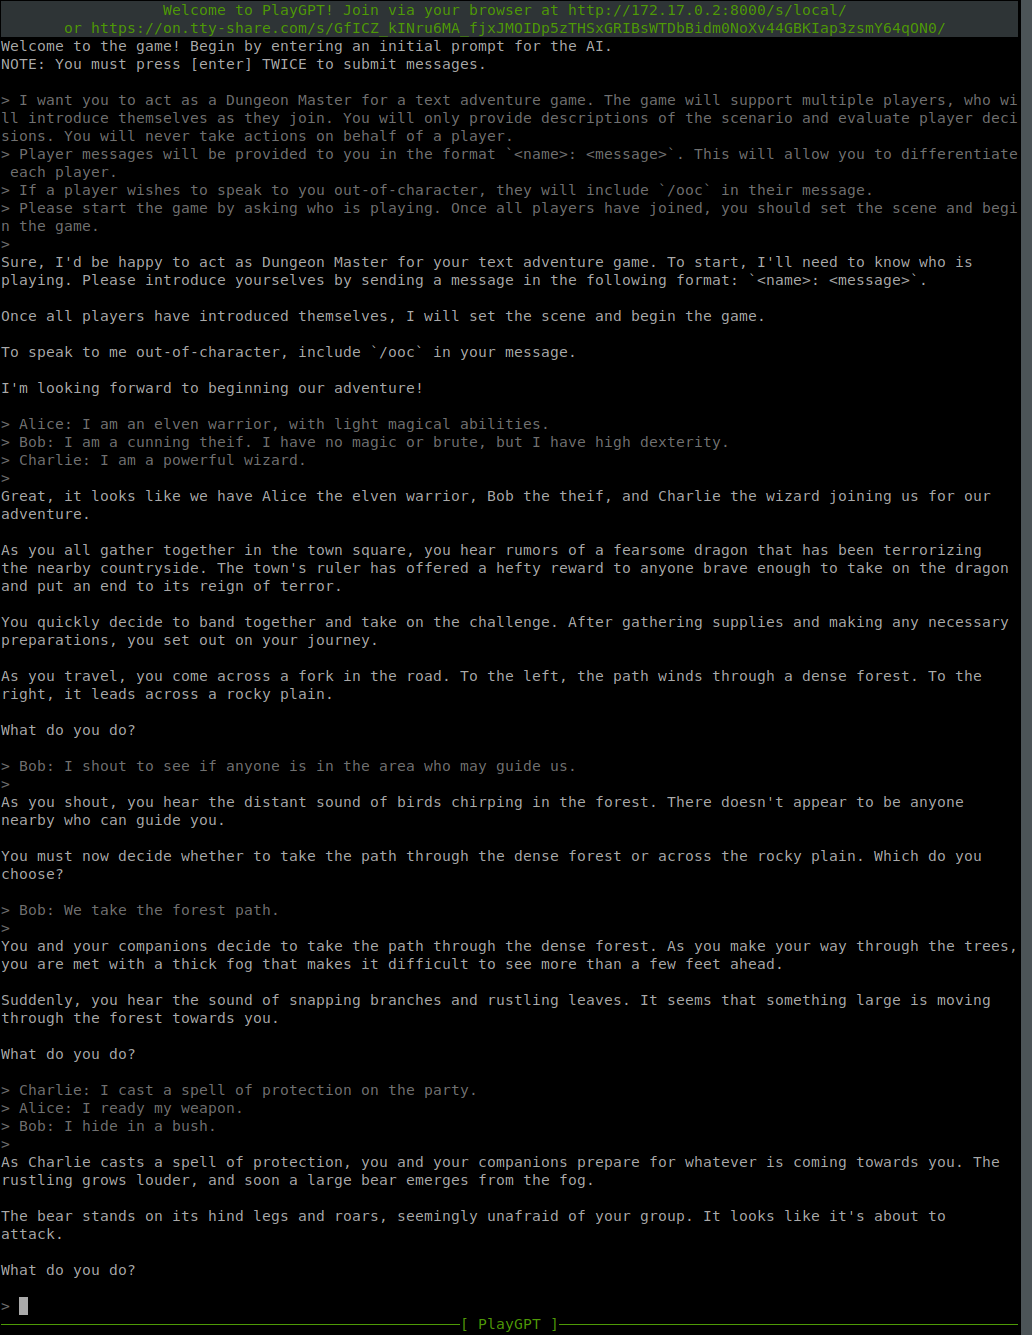 Welcome to PlayGPT! Join via your browser at http://172.17.0.2:8000/s/local/
or https://on.tty-share.com/s/GfICZ_kINru6MA_fjxJMOIDp5zTHSxGRIBsWTDbBidm0NoXv44GBKIap3zsmY64qON0/
Welcome to the game! Begin by entering an initial prompt for the AI.
NOTE: You must press [enter] TWICE to submit messages.
> I want you to act as a Dungeon Master for a text adventure game. The game will support multiple players, who wi
ll introduce themselves as they join. You will only provide descriptions of the scenario and evaluate player deci
sions. You will never take actions on behalf of a player.
> Player messages will be provided to you in the format `<name>: <message>`. This will allow you to differentiate
 each player.
> If a player wishes to speak to you out-of-character, they will include `/ooc` in their message.
> Please start the game by asking who is playing. Once all players have joined, you should set the scene and begi
n the game.
>
Sure, I'd be happy to act as Dungeon Master for your text adventure game. To start, I'll need to know who is
playing. Please introduce yourselves by sending a message in the following format: `<name>: <message>`.
Once all players have introduced themselves, I will set the scene and begin the game.
To speak to me out-of-character, include `/ooc` in your message.
I'm looking forward to beginning our adventure!
> Alice: I am an elven warrior, with light magical abilities.
> Bob: I am a cunning theif. I have no magic or brute, but I have high dexterity.
> Charlie: I am a powerful wizard.
>
Great, it looks like we have Alice the elven warrior, Bob the theif, and Charlie the wizard joining us for our
adventure.
As you all gather together in the town square, you hear rumors of a fearsome dragon that has been terrorizing
the nearby countryside. The town's ruler has offered a hefty reward to anyone brave enough to take on the dragon
and put an end to its reign of terror.
You quickly decide to band together and take on the challenge. After gathering supplies and making any necessary
preparations, you set out on your journey.
As you travel, you come across a fork in the road. To the left, the path winds through a dense forest. To the
right, it leads across a rocky plain.
What do you do?
> Bob: I shout to see if anyone is in the area who may guide us.
>
As you shout, you hear the distant sound of birds chirping in the forest. There doesn't appear to be anyone
nearby who can guide you.
You must now decide whether to take the path through the dense forest or across the rocky plain. Which do you
choose?
> Bob: We take the forest path.
>
You and your companions decide to take the path through the dense forest. As you make your way through the trees,
you are met with a thick fog that makes it difficult to see more than a few feet ahead.
Suddenly, you hear the sound of snapping branches and rustling leaves. It seems that something large is moving
through the forest towards you.
What do you do?
> Charlie: I cast a spell of protection on the party.
> Alice: I ready my weapon.
> Bob: I hide in a bush.
>
As Charlie casts a spell of protection, you and your companions prepare for whatever is coming towards you. The
rustling grows louder, and soon a large bear emerges from the fog.
The bear stands on its hind legs and roars, seemingly unafraid of your group. It looks like it's about to
attack.
What do you do?
>
[ PlayGPT ]